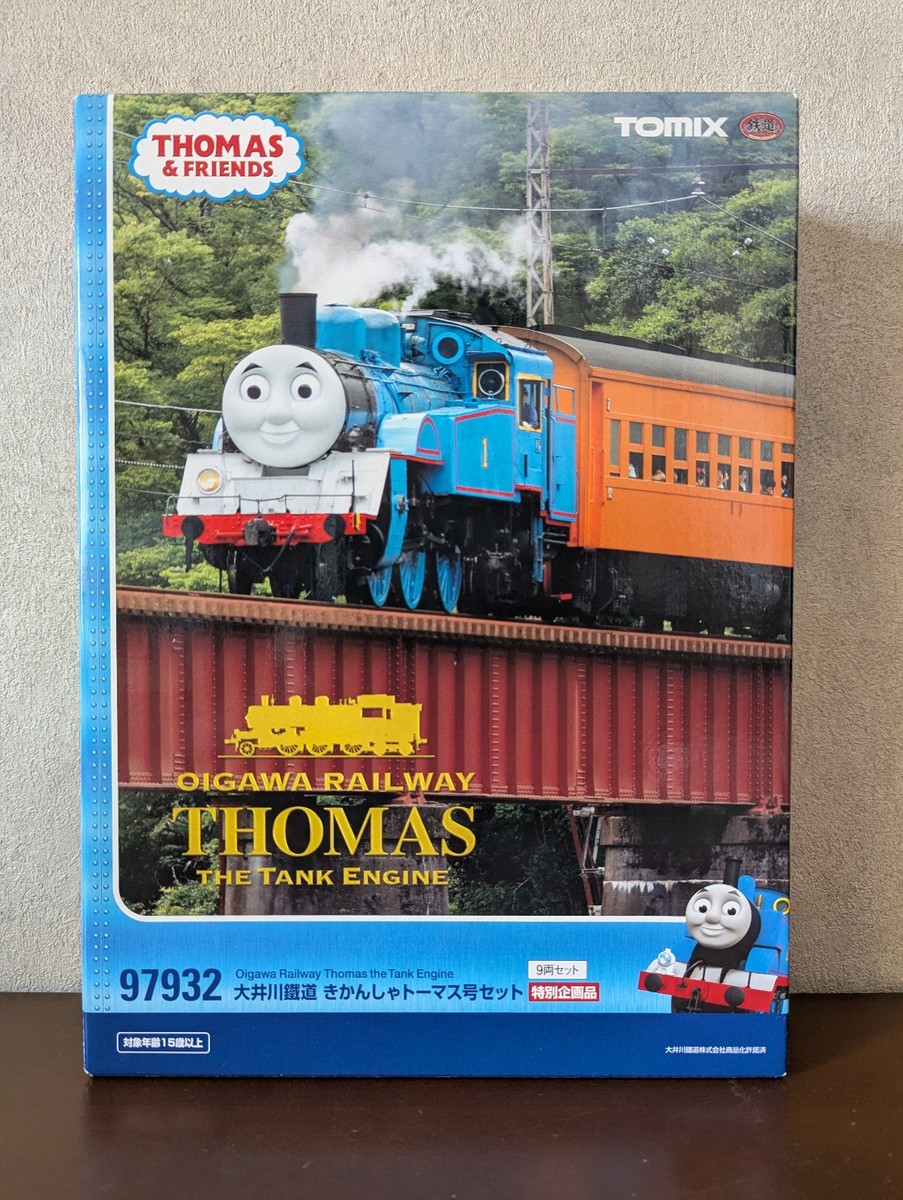 THOMAS
& FRIENDS
TOMIX
鉄道
1
OIGAWA RAILWAY
THOMAS
THE TANK ENGINE
97932
Oigawa Railway Thomas the Tank Engine
大井川鐵道 きかんしゃトーマス号セット
9両セット
特別企画品
対象年齢15歳以上
大井川鐵道株式会社商品化許諾済